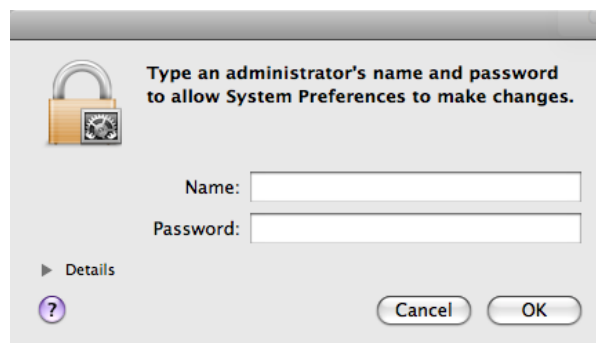 Type an administrator's name and password
to allow System Preferences to make changes.
Name:
Password:
Details
?
Cancel OK